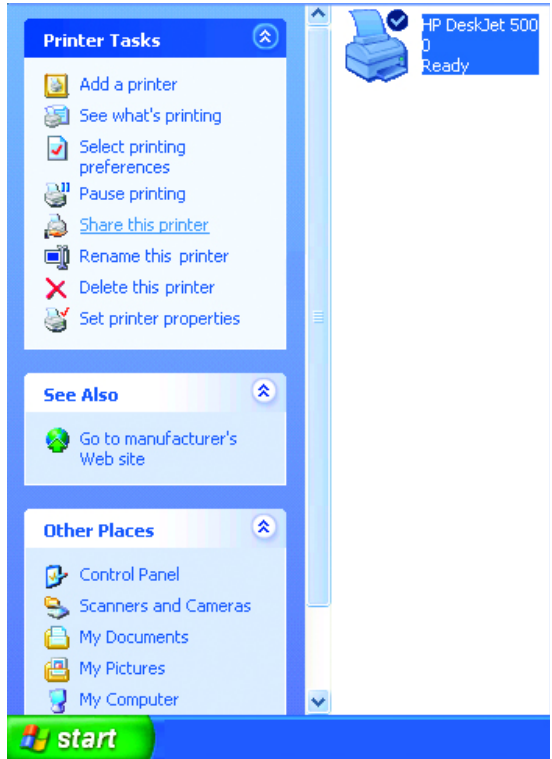 Printer Tasks
Add a printer
See what's printing
Select printing
preferences
Pause printing
Share this printer
Rename this printer
Delete this printer
Set printer properties
See Also
Go to manufacturer's
Web site
Other Places
Control Panel
Scanners and Cameras
My Documents
My Pictures
My Computer
HP DeskJet 500
0
Ready
start